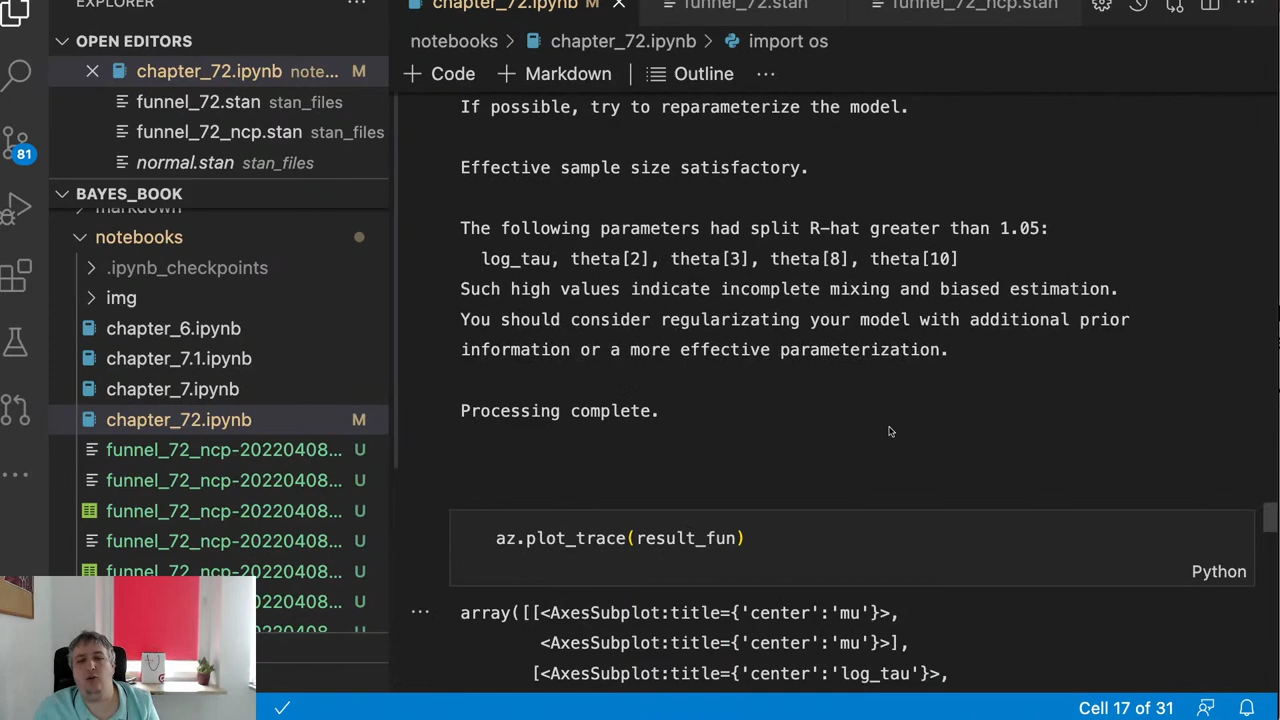 EXPLORER
chapter_72.ipynb M
funnel_72.stan
funnel_72_ncp.stan
OPEN EDITORS
chapter_72.ipynb note... M
funnel_72.stan stan_files
funnel_72_ncp.stan stan_files
normal.stan stan_files
BAYES_BOOK
markdown
notebooks
.ipynb_checkpoints
img
chapter_6.ipynb
chapter_7.1.ipynb
chapter_7.ipynb
chapter_72.ipynb M
funnel_72_ncp-20220408... U
funnel_72_ncp-20220408... U
funnel_72_ncp-20220408... U
funnel_72_ncp-20220408... U
funnel_72_ncp-20220408... U
20220408... U
20220408... U
81
notebooks > chapter_72.ipynb > import os
+ Code + Markdown Outline ...
If possible, try to reparameterize the model.
Effective sample size satisfactory.
The following parameters had split R-hat greater than 1.05:
log_tau, theta[2], theta[3], theta[8], theta[10]
Such high values indicate incomplete mixing and biased estimation.
You should consider regularizating your model with additional prior
information or a more effective parameterization.
Processing complete.
az.plot_trace(result_fun)
Python
array([[<AxesSubplot:title={'center':'mu'}>,
<AxesSubplot:title={'center':'mu'}>],
[<AxesSubplot:title={'center':'log_tau'}>,
Cell 17 of 31